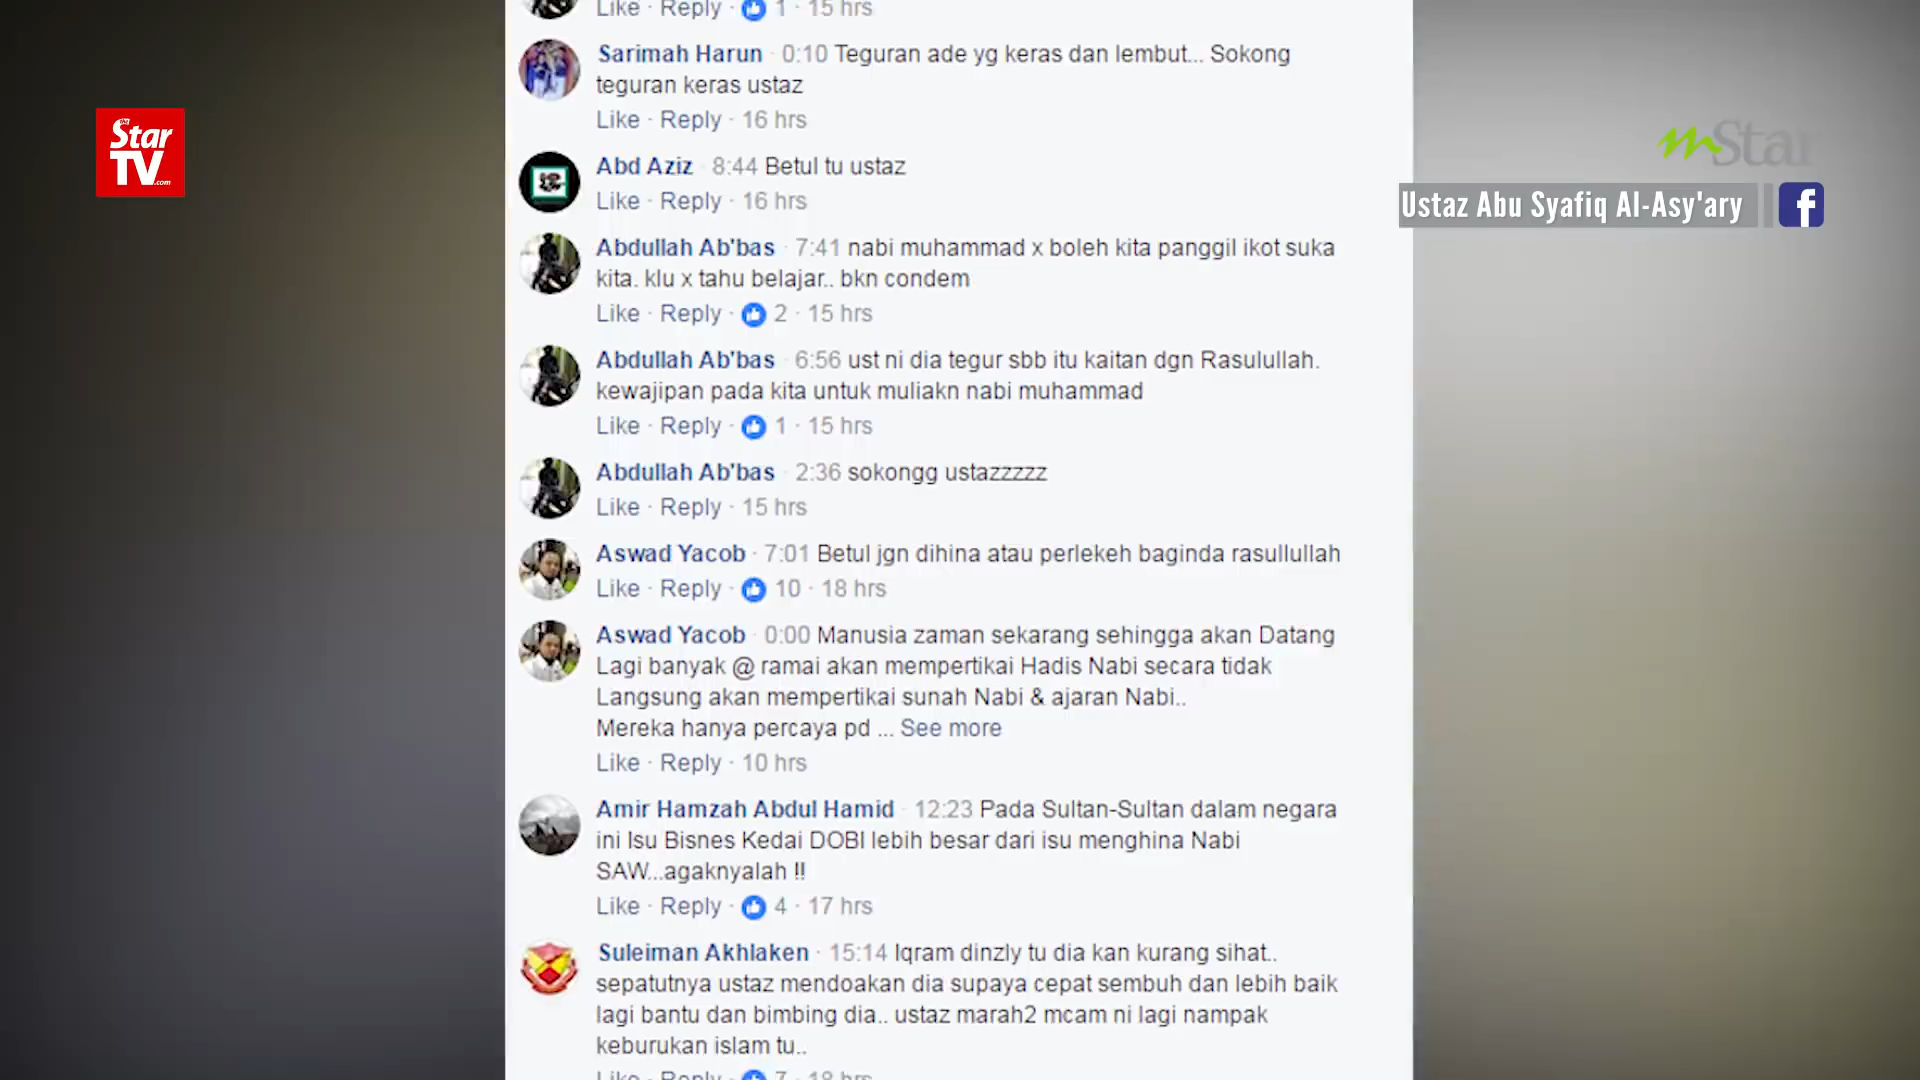 Like · Reply · 1 · 15 hrs
Sarimah Harun · 0:10 Teguran ade yg keras dan lembut... Sokong
teguran keras ustaz
Like · Reply · 16 hrs
the Star
TV.com
mStar
Ustaz Abu Syafiq Al-Asy'ary
f
Abd Aziz · 8:44 Betul tu ustaz
Like · Reply · 16 hrs
Abdullah Ab'bas · 7:41 nabi muhammad x boleh kita panggil ikot suka
kita. klu x tahu belajar.. bkn condem
Like · Reply · 2 · 15 hrs
Abdullah Ab'bas · 6:56 ust ni dia tegur sbb itu kaitan dgn Rasulullah.
kewajipan pada kita untuk muliakn nabi muhammad
Like · Reply · 1 · 15 hrs
Abdullah Ab'bas · 2:36 sokongg ustazzzzz
Like · Reply · 15 hrs
Aswad Yacob · 7:01 Betul jgn dihina atau perlekeh baginda rasullullah
Like · Reply · 10 · 18 hrs
Aswad Yacob · 0:00 Manusia zaman sekarang sehingga akan Datang
Lagi banyak @ ramai akan mempertikai Hadis Nabi secara tidak
Langsung akan mempertikai sunah Nabi & ajaran Nabi..
Mereka hanya percaya pd ... See more
Like · Reply · 10 hrs
Amir Hamzah Abdul Hamid · 12:23 Pada Sultan-Sultan dalam negara
ini Isu Bisnes Kedai DOBI lebih besar dari isu menghina Nabi
SAW...agaknyalah !!
Like · Reply · 4 · 17 hrs
Suleiman Akhlaken · 15:14 Iqram dinzly tu dia kan kurang sihat..
sepatutnya ustaz mendoakan dia supaya cepat sembuh dan lebih baik
lagi bantu dan bimbing dia.. ustaz marah2 mcam ni lagi nampak
keburukan islam tu..
Like · Reply · 7 · 18 hrs